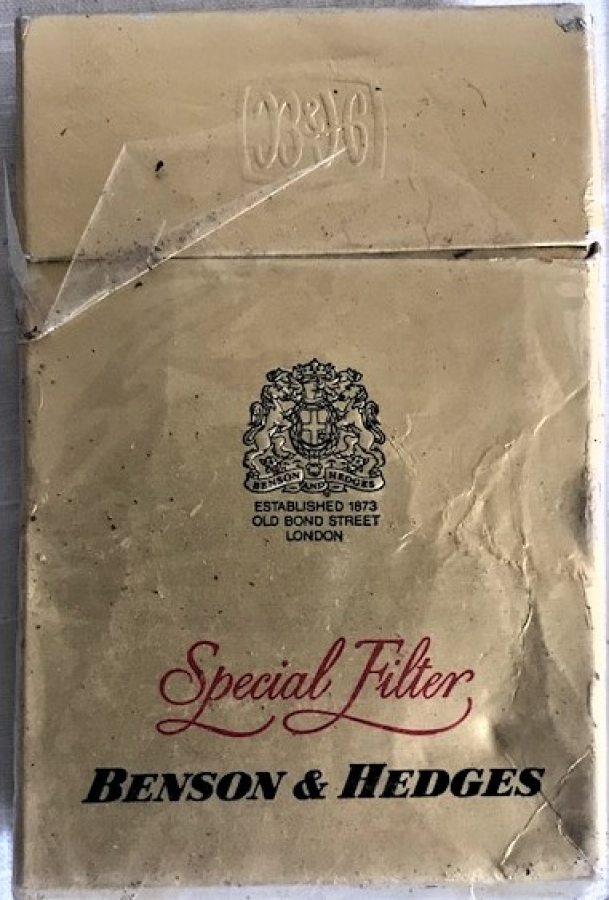 B&H
BENSON AND HEDGES
ESTABLISHED 1873
OLD BOND STREET
LONDON
Special Filter
BENSON & HEDGES